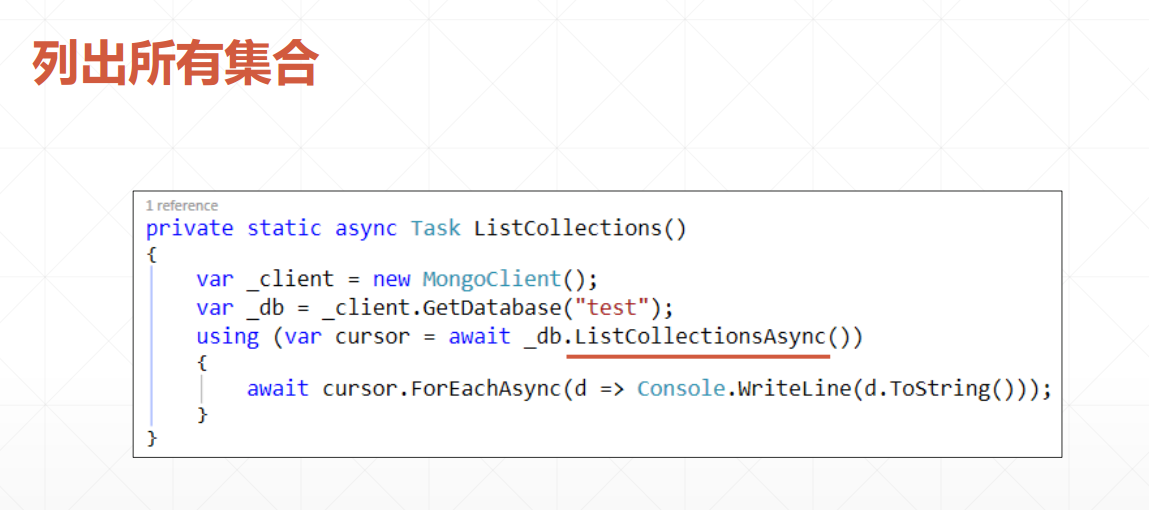 列出所有集合
1 reference
private static async Task ListCollections()
{
    var _client = new MongoClient();
    var _db = _client.GetDatabase("test");
    using (var cursor = await _db.ListCollectionsAsync())
    {
        await cursor.ForEachAsync(d => Console.WriteLine(d.ToString()));
    }
}